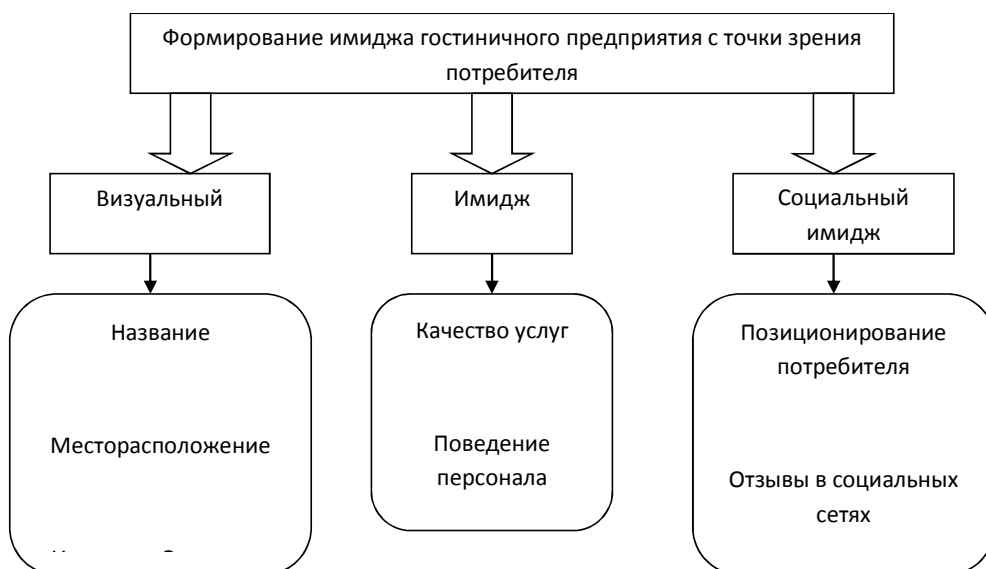 Формирование имиджа гостиничного предприятия с точки зрения
потребителя
Визуальный
Имидж
Социальный
имидж
Название
Месторасположение
Качество услуг
Поведение
персонала
Позиционирование
потребителя
Отзывы в социальных
сетях